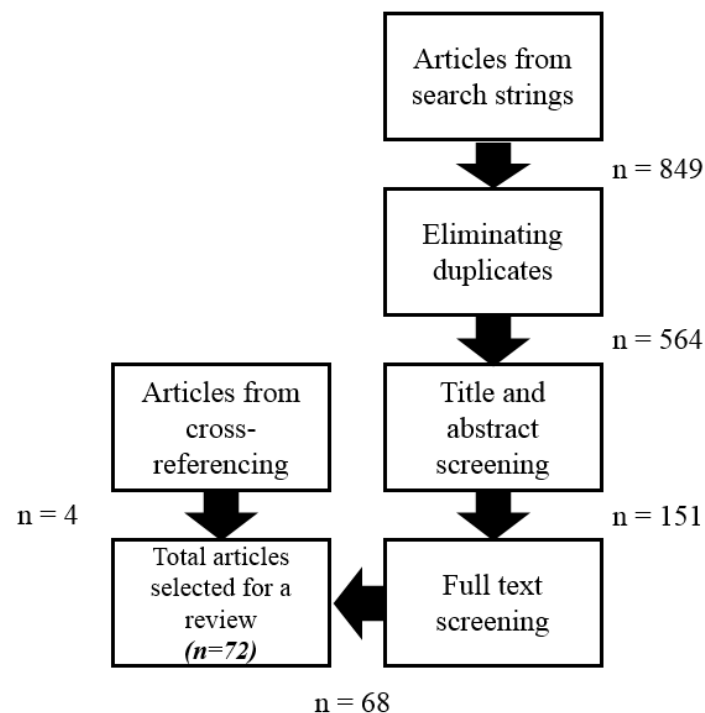 Articles from
search strings
n = 849
Eliminating
duplicates
n = 564
Title and
abstract
screening
n = 151
Full text
screening
n = 68
Articles from
cross-
referencing
n = 4
Total articles
selected for a
review
(n=72)